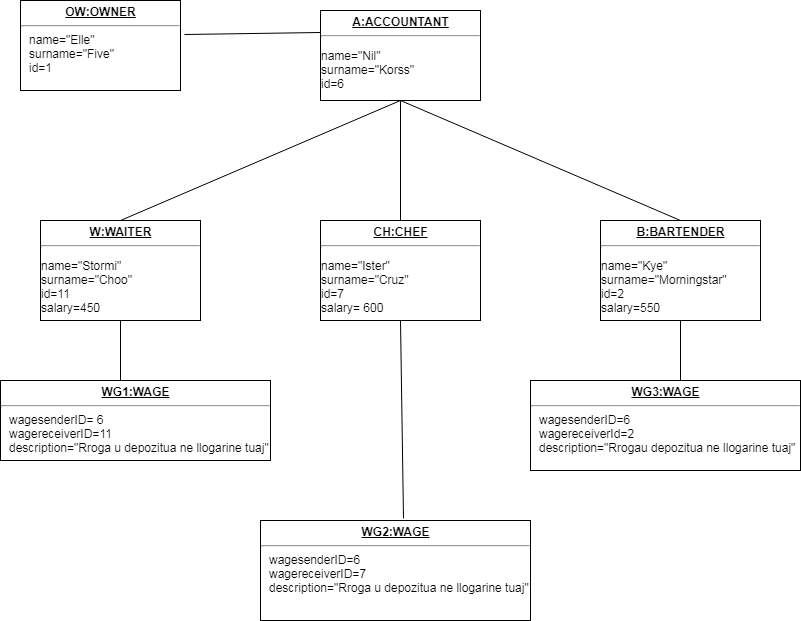 OW:OWNER
name="Elle"
surname="Five"
id=1
A:ACCOUNTANT
name="Nil"
surname="Korss"
id=6
W:WAITER
name="Stormi"
surname="Choo"
id=11
salary=450
CH:CHEF
name="Ister"
surname="Cruz"
id=7
salary= 600
B:BARTENDER
name="Kye"
surname="Morningstar"
id=2
salary=550
WG1:WAGE
wagesenderID= 6
wagereceiverID=11
description="Rroga u depozitua ne llogarine tuaj"
WG3:WAGE
wagesenderID=6
wagereceiverId=2
description="Rrogau depozitua ne llogarine tuaj"
WG2:WAGE
wagesenderID=6
wagereceiverID=7
description="Rroga u depozitua ne llogarine tuaj"